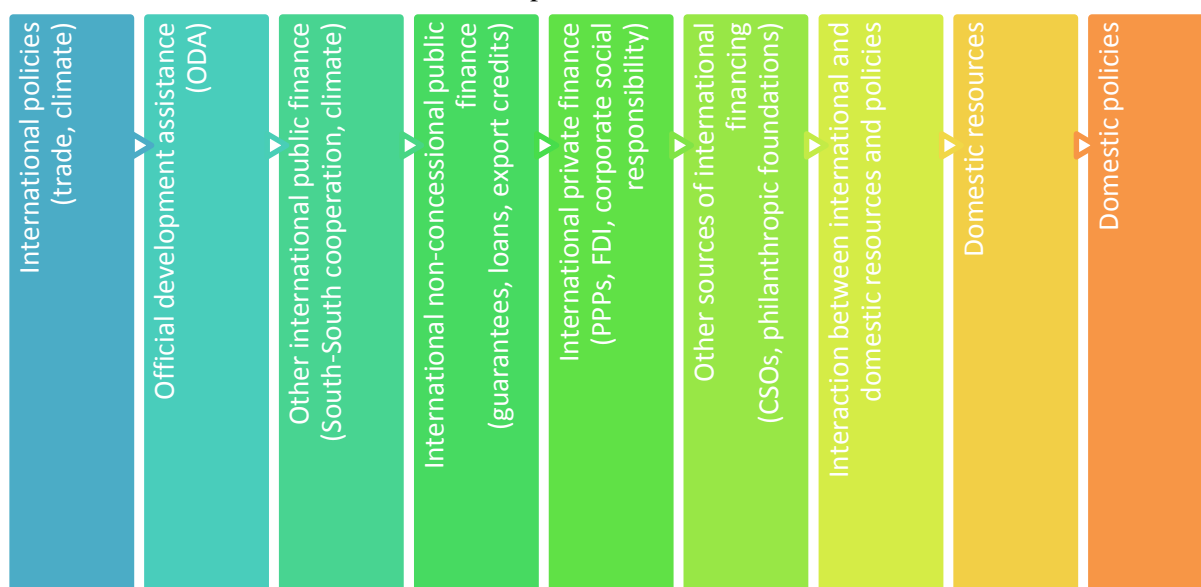 International policies
(trade, climate)
Official development assistance
(ODA)
Other international public finance
(South-South cooperation, climate)
International non-concessional public
finance
(guarantees, loans, export credits)
International private finance
(PPPs, FDI, corporate social
responsibility)
Other sources of international
financing
(CSOs, philanthropic foundations)
Interaction between international and
domestic resources and policies
Domestic resources
Domestic policies